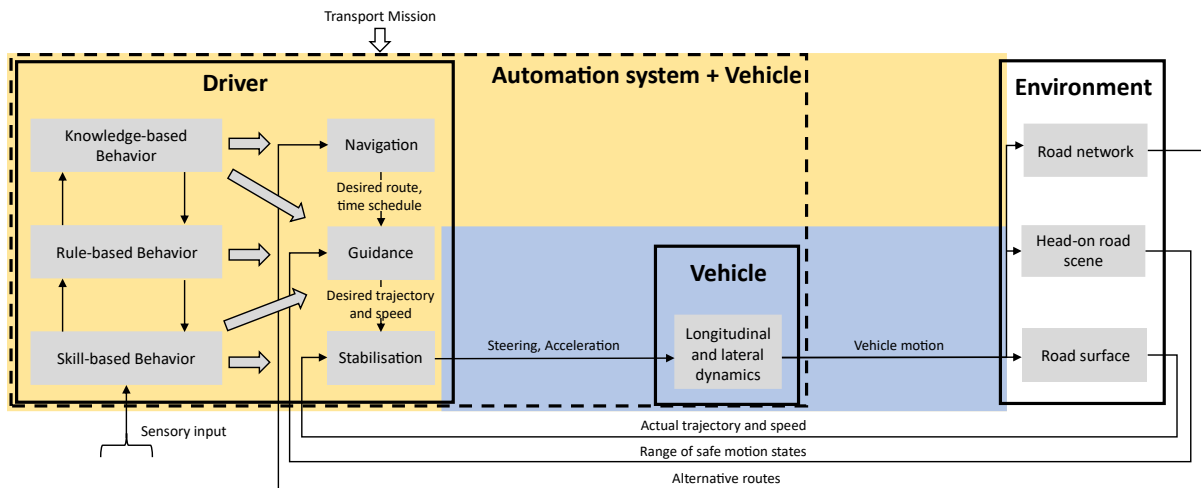 Transport Mission
Driver
Automation system + Vehicle
Environment
Knowledge-based
Behavior
Navigation
Road network
Desired route,
time schedule
Rule-based Behavior
Guidance
Head-on road
scene
Vehicle
Desired trajectory
and speed
Skill-based Behavior
Stabilisation
Steering, Acceleration
Longitudinal
and lateral
dynamics
Vehicle motion
Road surface
Sensory input
Actual trajectory and speed
Range of safe motion states
Alternative routes